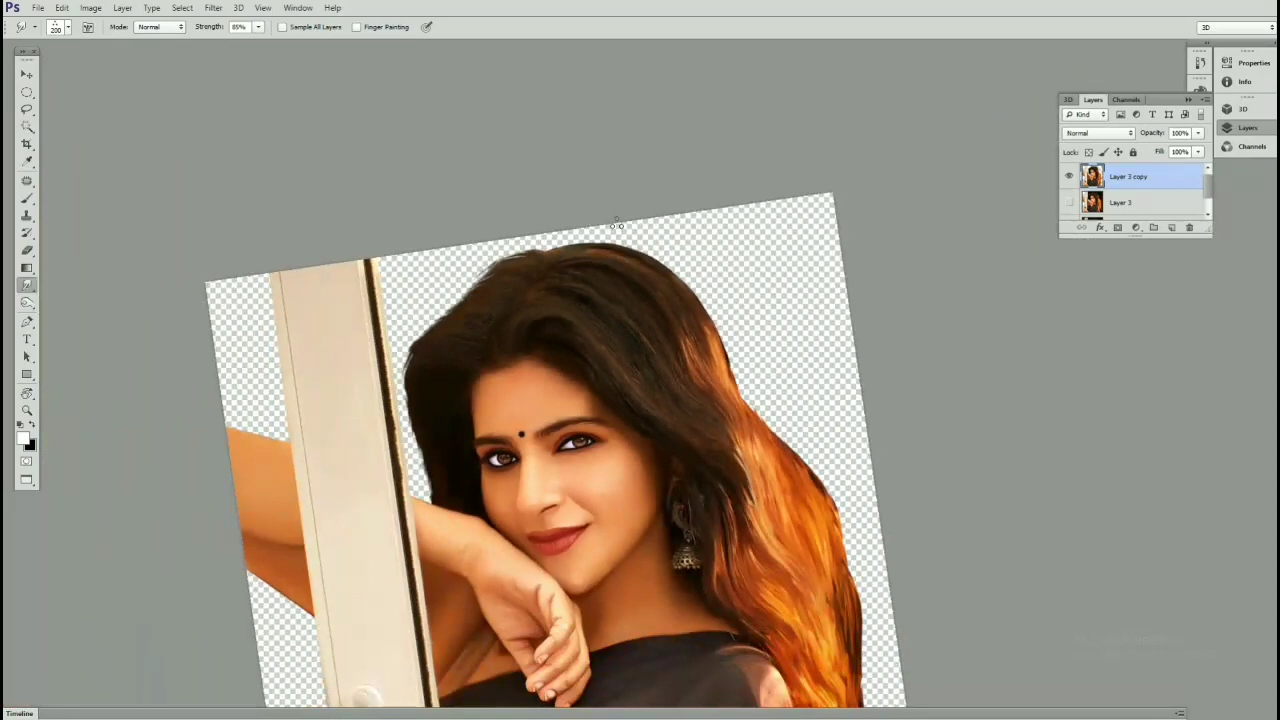 Ps File Edit Image Layer Type Select Filter 3D View Window Help
200 Mode: Normal Strength: 85% Sample All Layers Finger Painting 3D
Properties
Info
3D
Layers
Channels
3D Layers Channels
Kind
Normal Opacity: 100%
Lock: Fill: 100%
Layer 3 copy
Layer 3
fx
Timeline